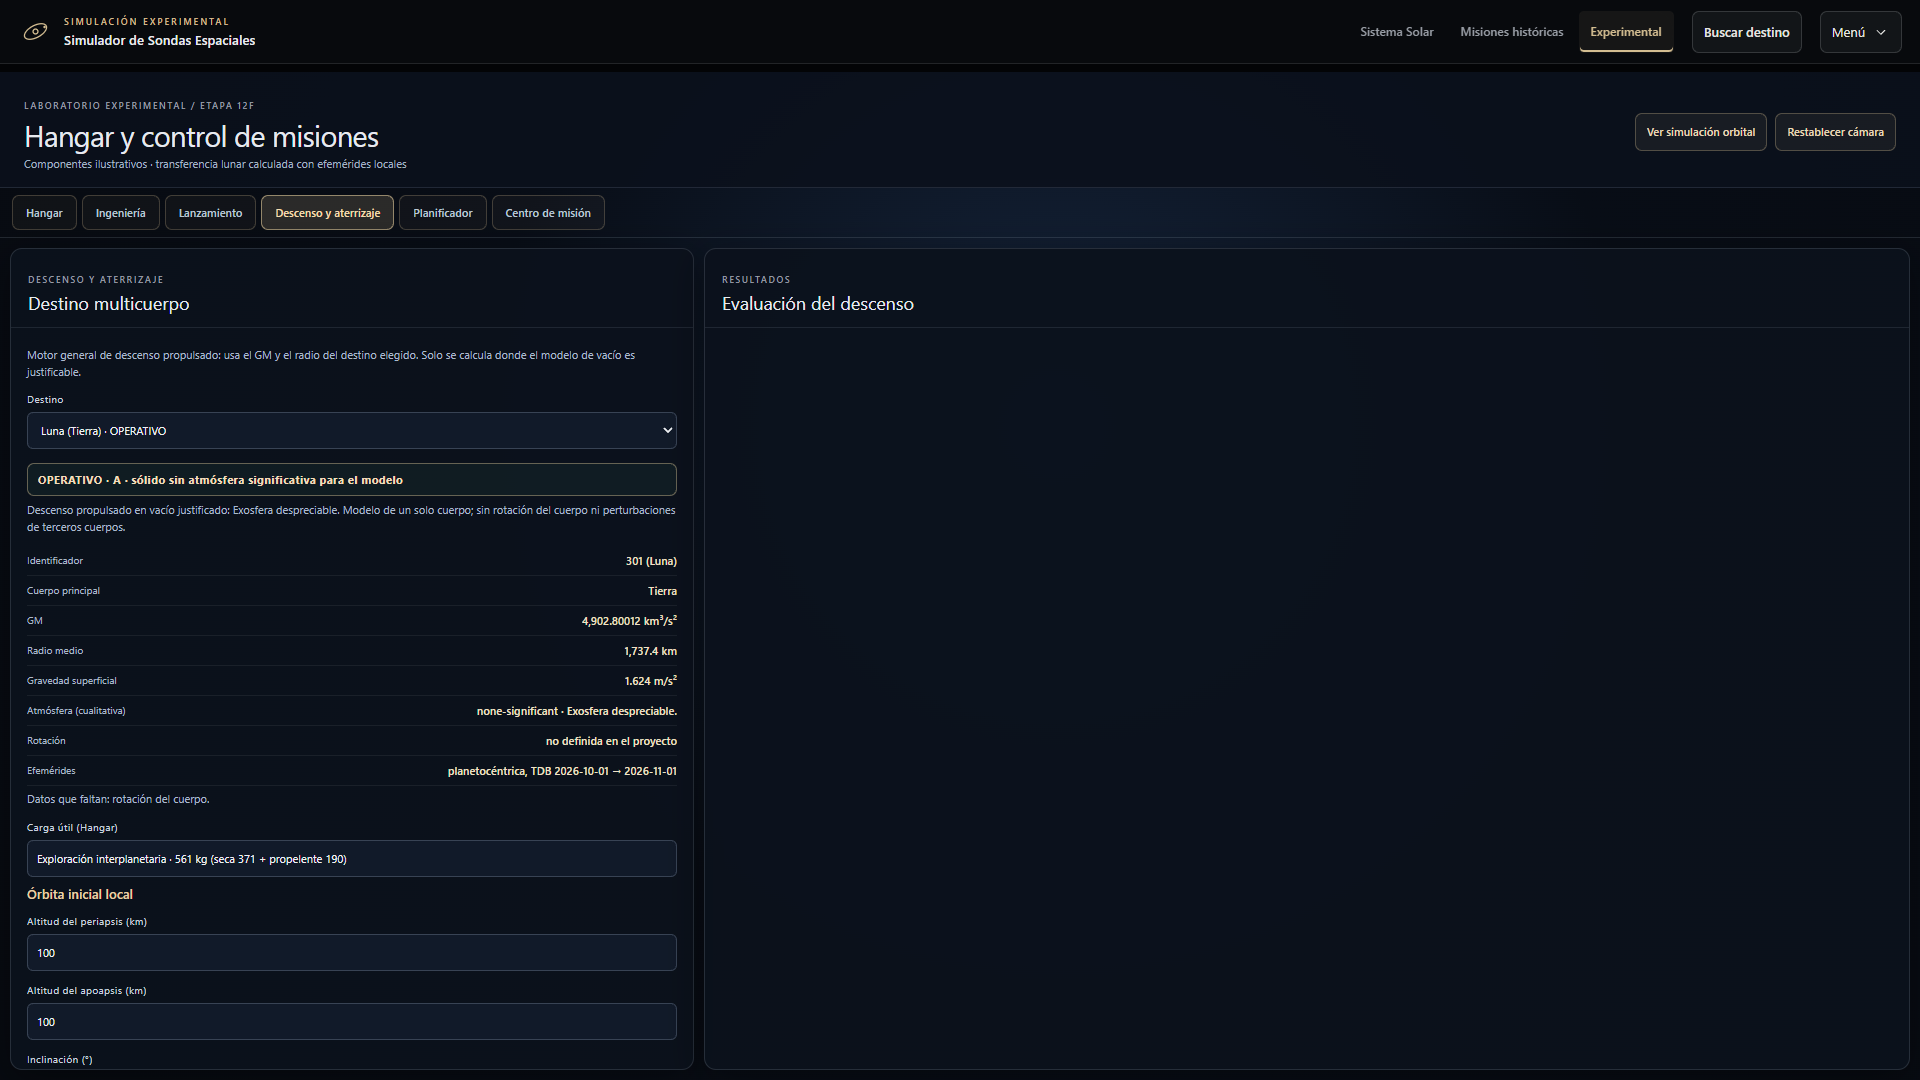 SIMULACIÓN EXPERIMENTAL
Simulador de Sondas Espaciales
Sistema Solar
Misiones históricas
Experimental
Buscar destino
Menú
LABORATORIO EXPERIMENTAL / ETAPA 12F
Hangar y control de misiones
Componentes ilustrativos · transferencia lunar calculada con efemérides locales
Ver simulación orbital
Restablecer cámara
Hangar
Ingeniería
Lanzamiento
Descenso y aterrizaje
Planificador
Centro de misión
DESCENSO Y ATERRIZAJE
Destino multicuerpo
Motor general de descenso propulsado: usa el GM y el radio del destino elegido. Solo se calcula donde el modelo de vacío es
justificable.
Destino
Luna (Tierra) · OPERATIVO
OPERATIVO · A · sólido sin atmósfera significativa para el modelo
Descenso propulsado en vacío justificado: Exosfera despreciable. Modelo de un solo cuerpo; sin rotación del cuerpo ni perturbaciones
de terceros cuerpos.
Identificador 301 (Luna)
Cuerpo principal Tierra
GM 4,902.80012 km³/s²
Radio medio 1,737.4 km
Gravedad superficial 1.624 m/s²
Atmósfera (cualitativa) none-significant · Exosfera despreciable.
Rotación no definida en el proyecto
Efemérides planetocéntrica, TDB 2026-10-01 → 2026-11-01
Datos que faltan: rotación del cuerpo.
Carga útil (Hangar)
Exploración interplanetaria · 561 kg (seca 371 + propelente 190)
Órbita inicial local
Altitud del periapsis (km)
100
Altitud del apoapsis (km)
100
Inclinación (°)
RESULTADOS
Evaluación del descenso